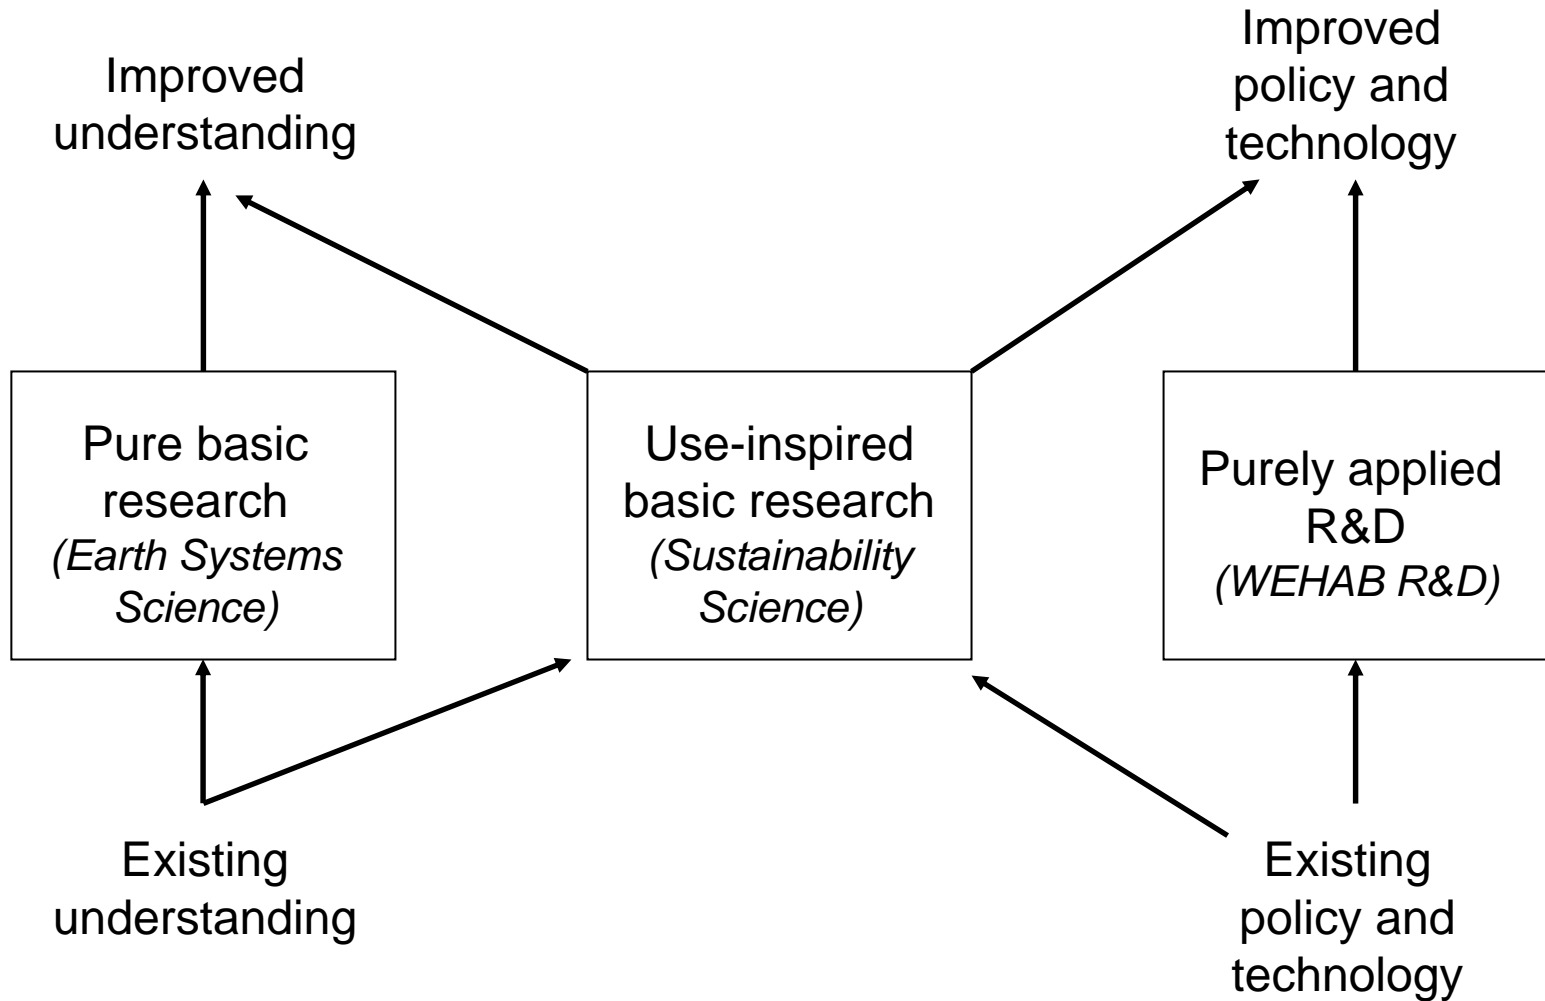 Improved
understanding
Improved
policy and
technology
Pure basic
research
(Earth Systems
Science)
Use-inspired
basic research
(Sustainability
Science)
Purely applied
R&D
(WEHAB R&D)
Existing
understanding
Existing
policy and
technology